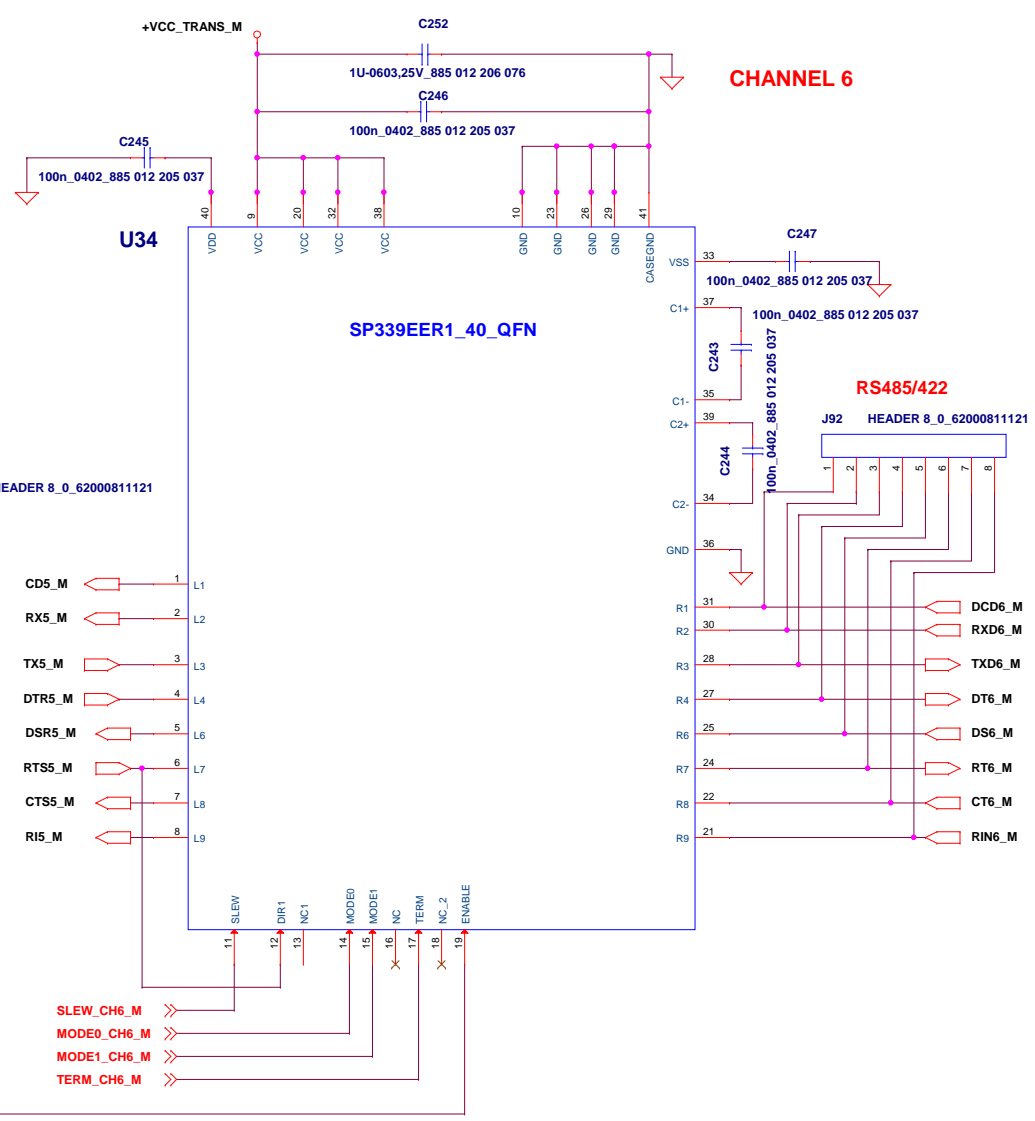 +VCC_TRANS_M
C252
1U-0603,25V_885 012 206 076
CHANNEL 6
C246
100n_0402_885 012 205 037
C245
100n_0402_885 012 205 037
40
9
20
32
38
10
23
26
29
41
U34
VDD
VCC
VCC
VCC
VCC
GND
GND
GND
GND
CASEGND
C247
VSS
33
100n_0402_885 012 205 037
C1+
37
100n_0402_885 012 205 037
SP339EER1_40_QFN
C243
100n_0402_885 012 205 037
C1-
35
C2+
39
C244
C2-
34
GND
36
RS485/422
J92
HEADER 8_0_62000811121
1
2
3
4
5
6
7
8
EADER 8_0_62000811121
CD5_M
1
L1
RX5_M
2
L2
TX5_M
3
L3
DTR5_M
4
L4
DSR5_M
5
L6
RTS5_M
6
L7
CTS5_M
7
L8
RI5_M
8
L9
R1
31
DCD6_M
R2
30
RXD6_M
R3
28
TXD6_M
R4
27
DT6_M
R6
25
DS6_M
R7
24
RT6_M
R8
22
CT6_M
R9
21
RIN6_M
SLEW
DIR1
NC1
MODE0
MODE1
NC
TERM
NC_2
ENABLE
11
12
13
14
15
16
17
18
19
SLEW_CH6_M
MODE0_CH6_M
MODE1_CH6_M
TERM_CH6_M